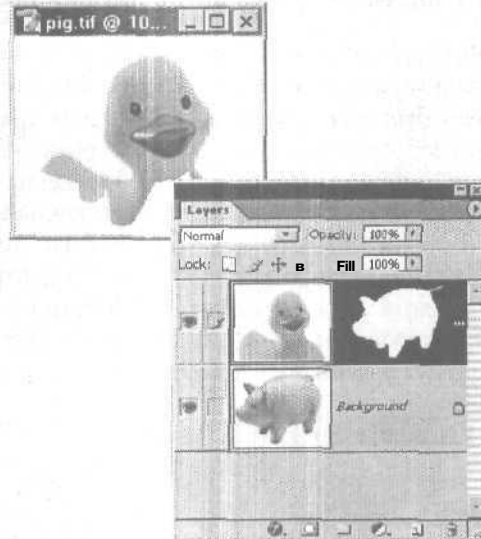 pig.tif @ 10...
Layers
Normal Opacity: 100%
Lock: B Fill 100%
...
Background